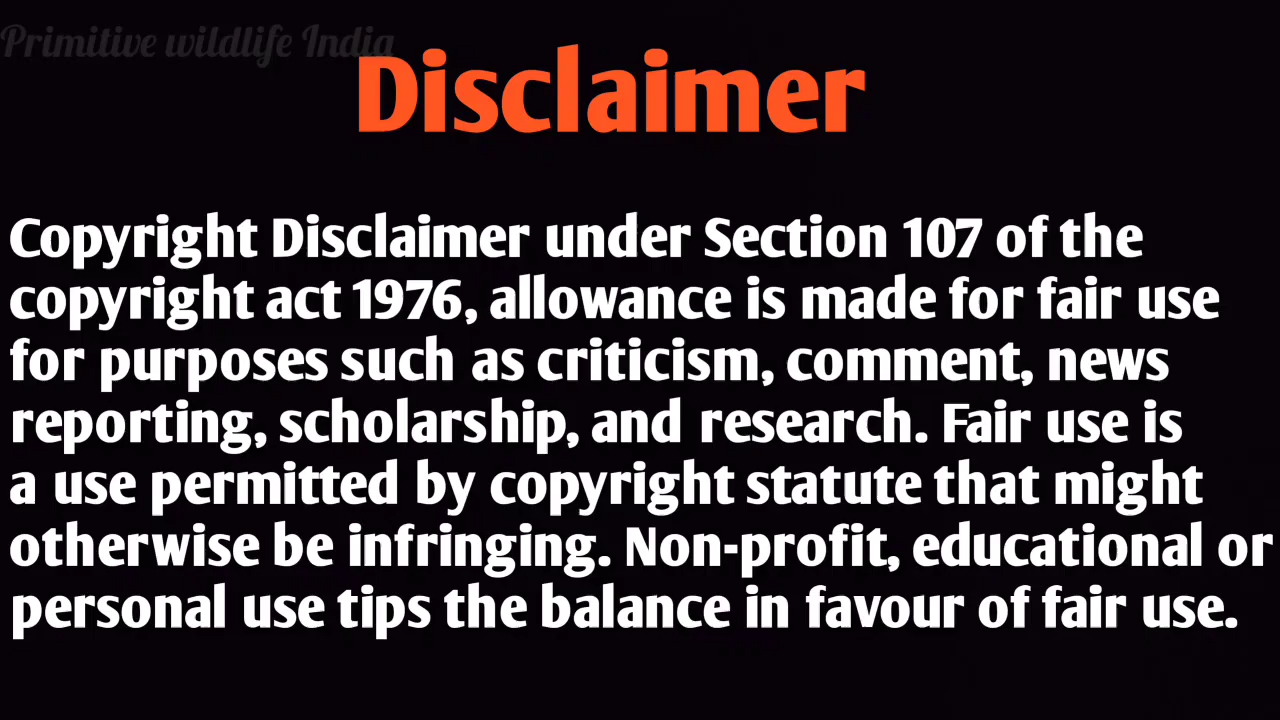 Primitive wildlife India
Disclaimer
Copyright Disclaimer under Section 107 of the
copyright act 1976, allowance is made for fair use
for purposes such as criticism, comment, news
reporting, scholarship, and research. Fair use is
a use permitted by copyright statute that might
otherwise be infringing. Non-profit, educational or
personal use tips the balance in favour of fair use.